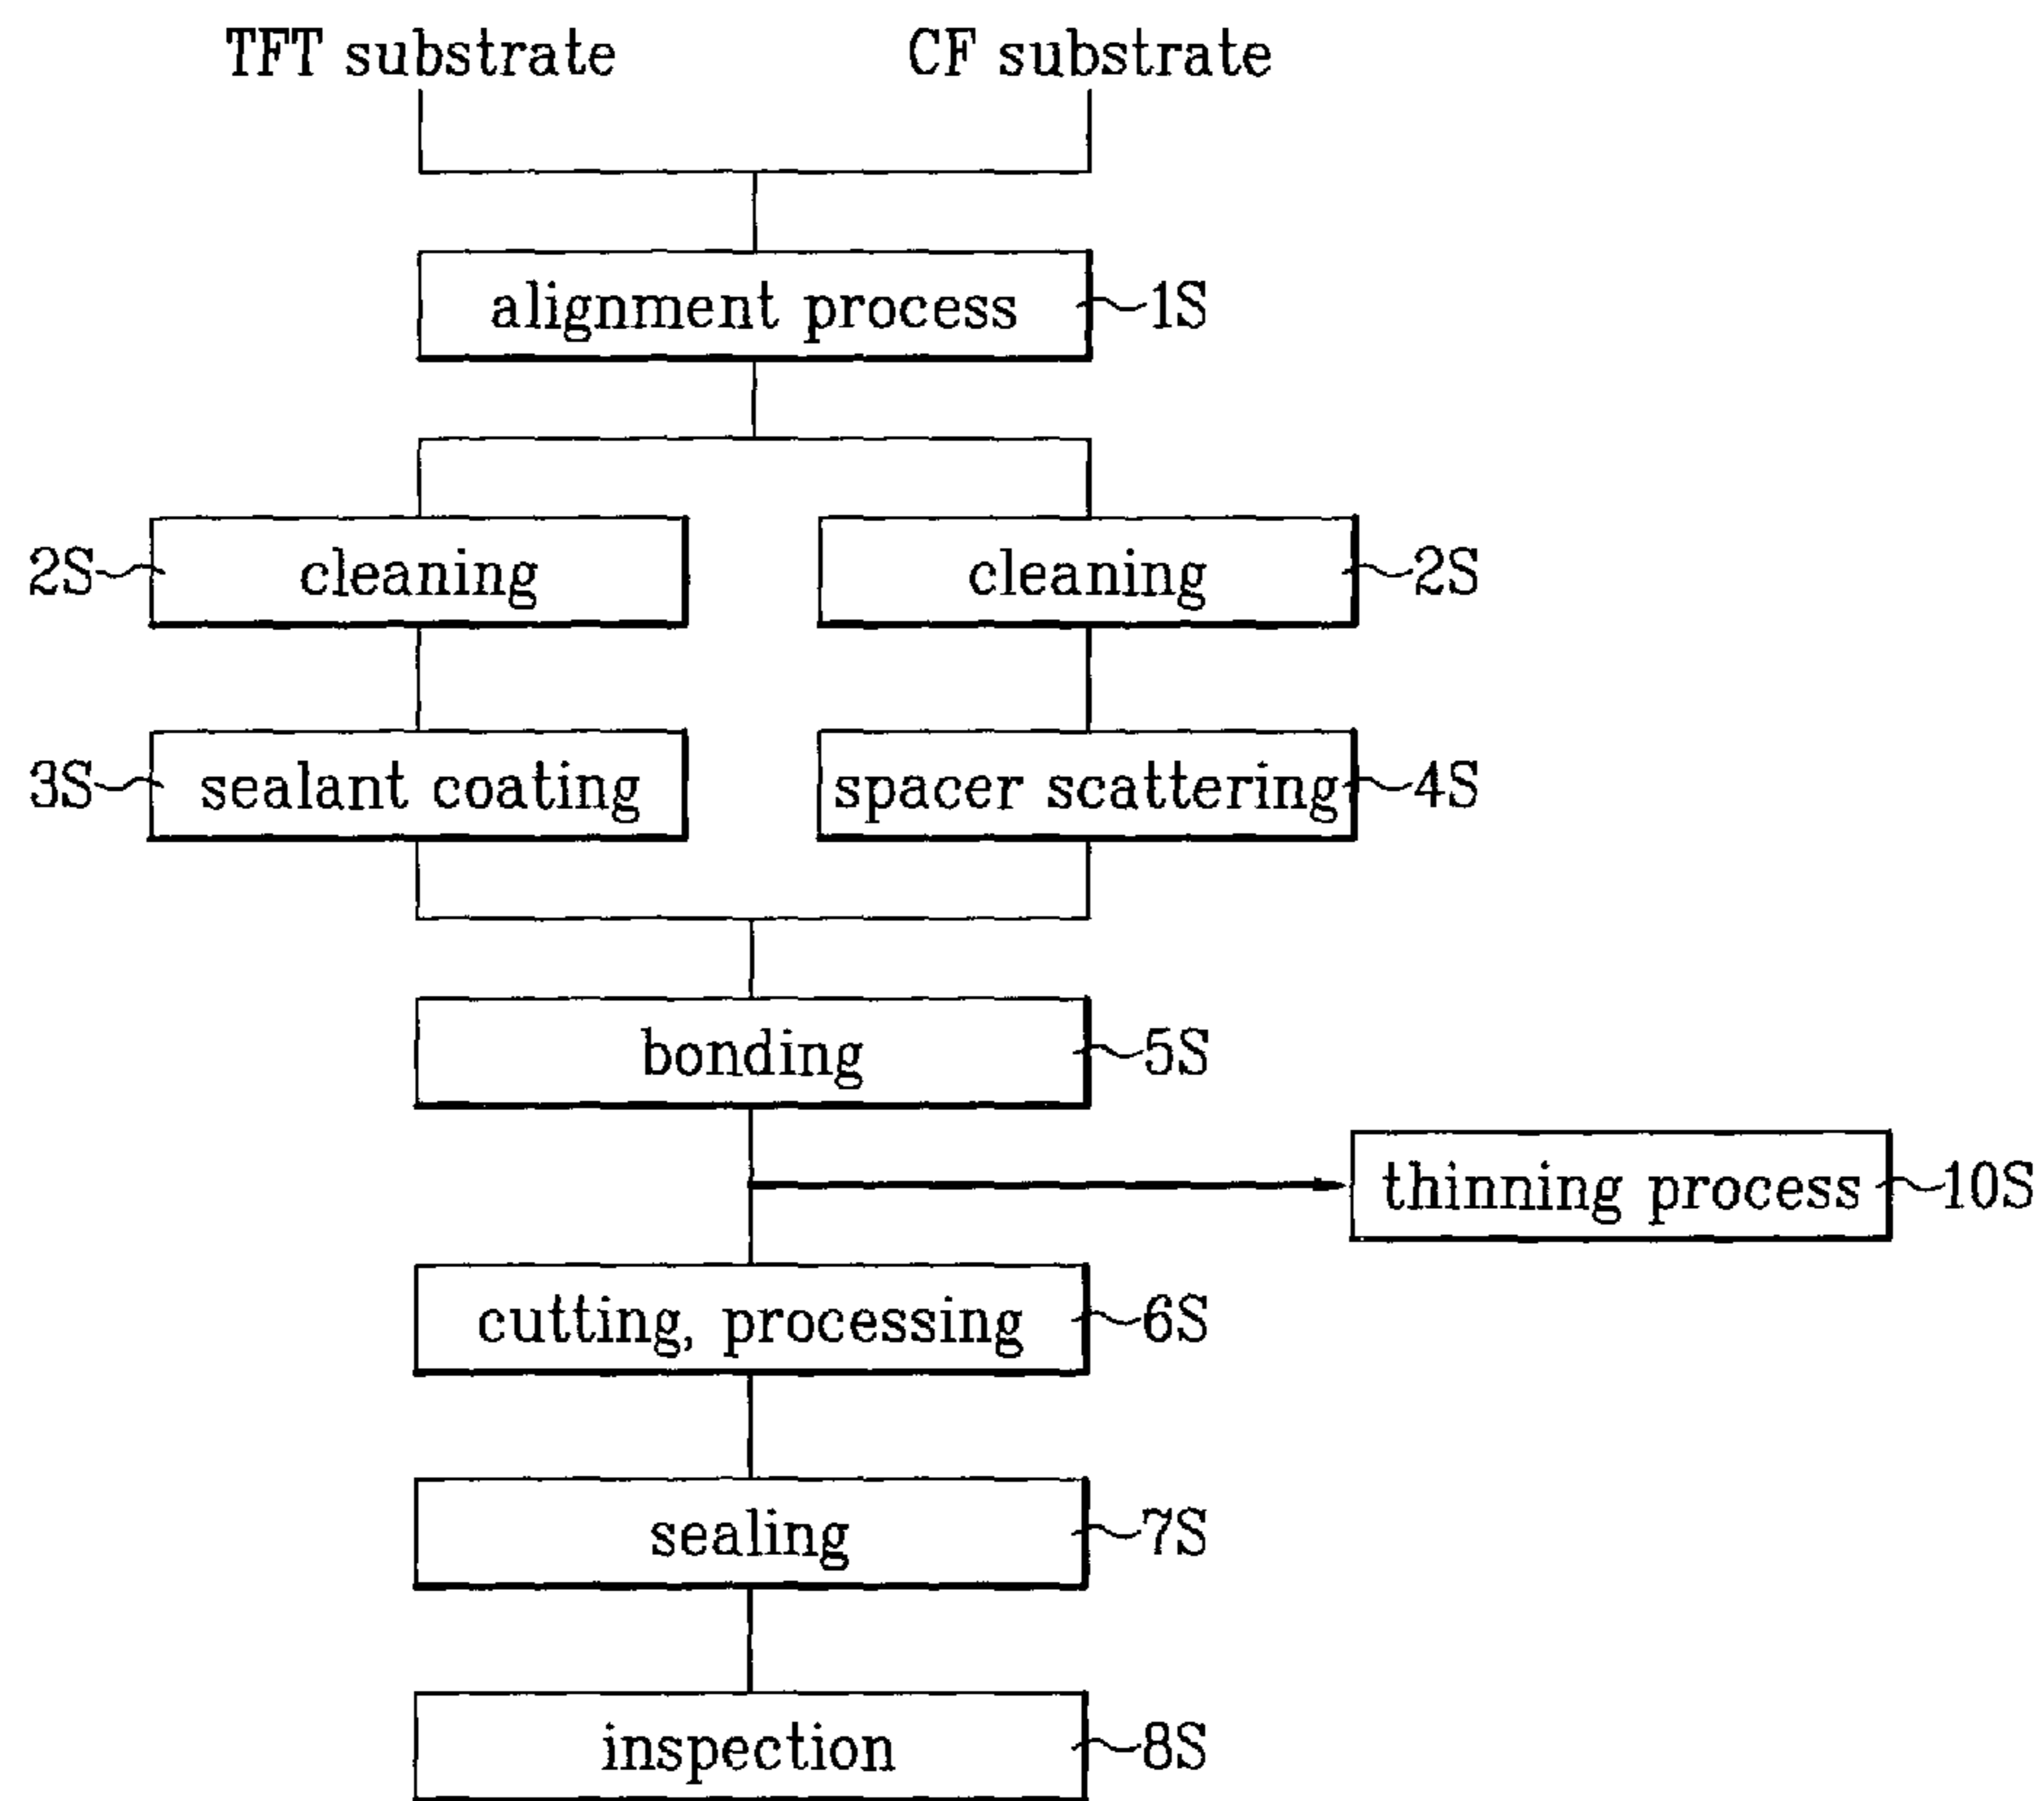 TFT substrate
CF substrate
alignment process
1S
2S
cleaning
cleaning
2S
3S
sealant coating
spacer scattering
4S
bonding
5S
thinning process
10S
cutting, processing
6S
sealing
7S
inspection
8S